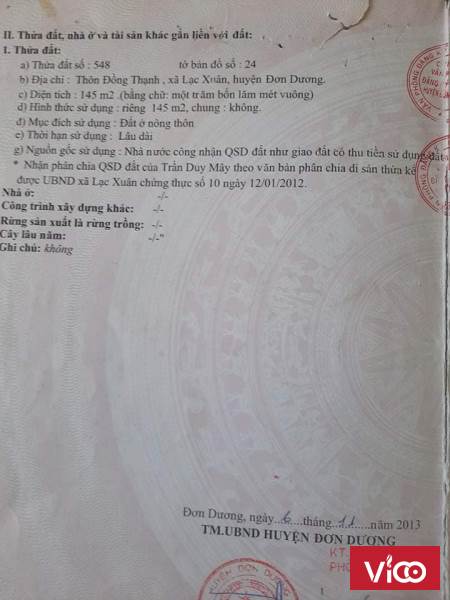 II. Thửa đất, nhà ở và tài sản khác gắn liền với đất:
1. Thửa đất:
a) Thửa đất số : 548 tờ bản đồ số : 24
b) Địa chỉ : Thôn Đồng Thạnh , xã Lạc Xuân, huyện Đơn Dương.
c) Diện tích : 145 m2 .(bằng chữ: một trăm bốn lăm mét vuông)
d) Hình thức sử dụng : riêng 145 m2, chung : không.
đ) Mục đích sử dụng : Đất ở nông thôn
e) Thời hạn sử dụng : Lâu dài
g) Nguồn gốc sử dụng : Nhà nước công nhận QSD đất như giao đất có thu tiền sử dụng đất
* Nhận phân chia QSD đất của Trần Duy Mây theo văn bản phân chia di sản thừa kế
được UBND xã Lạc Xuân chứng thực số 10 ngày 12/01/2012.
Nhà ở: -/-
Công trình xây dựng khác: -/-
Rừng sản xuất là rừng trồng: -/-
Cây lâu năm: -/-"
Ghi chú: không
Đơn Dương, ngày 6 tháng 11 năm 2013
TM.UBND HUYỆN ĐƠN DƯƠNG
KT.
HUYỆN ĐƠN DƯƠNG
VICO